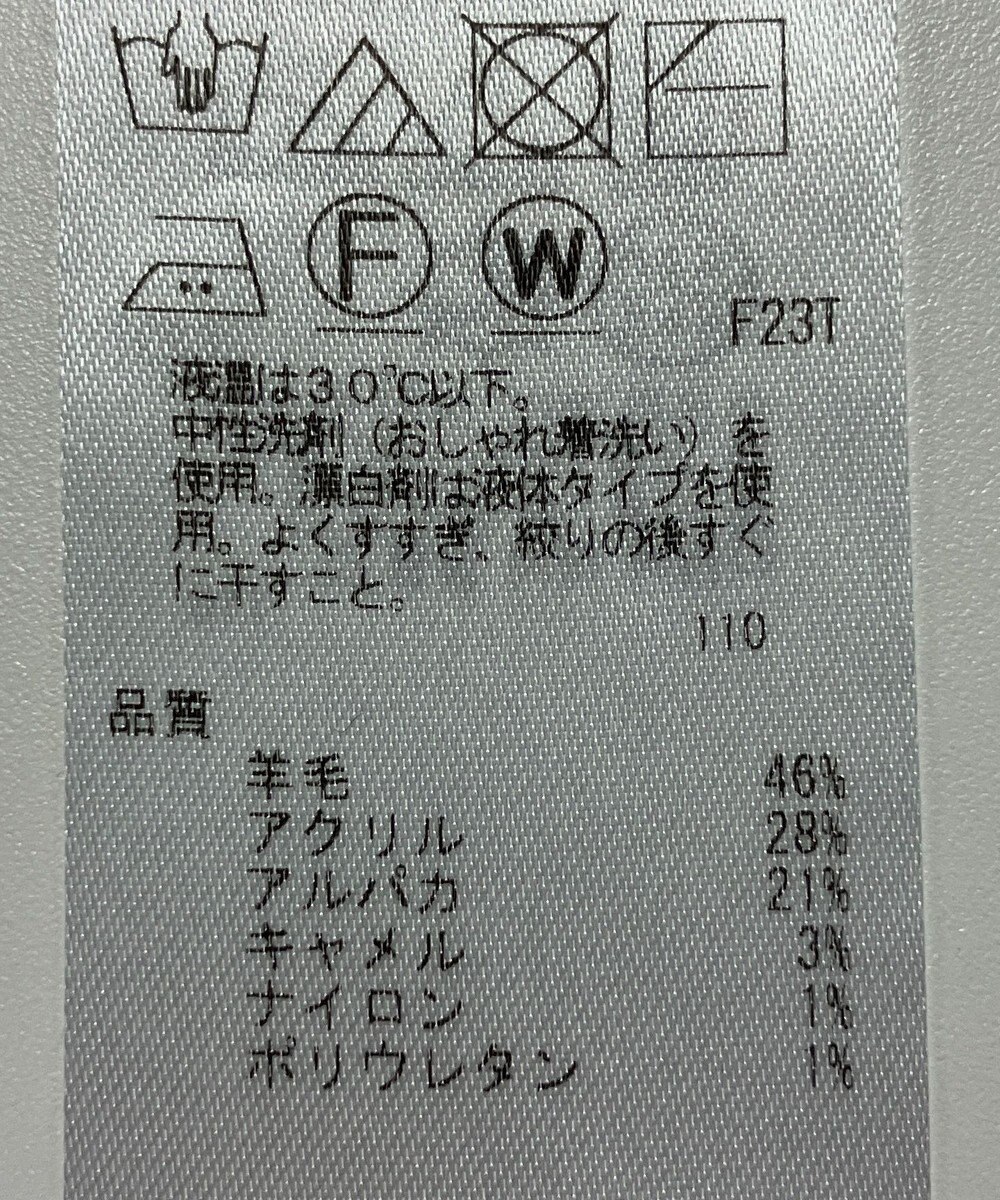 F W
F23T
液温は30℃以下。
中性洗剤(おしゃれ着洗い)を
使用。漂白剤は液体タイプを使
用。よくすすぎ、絞りの後すぐ
に干すこと。
110
品質
羊毛 46%
アクリル 28%
アルパカ 21%
キャメル 3%
ナイロン 1%
ポリウレタン 1%